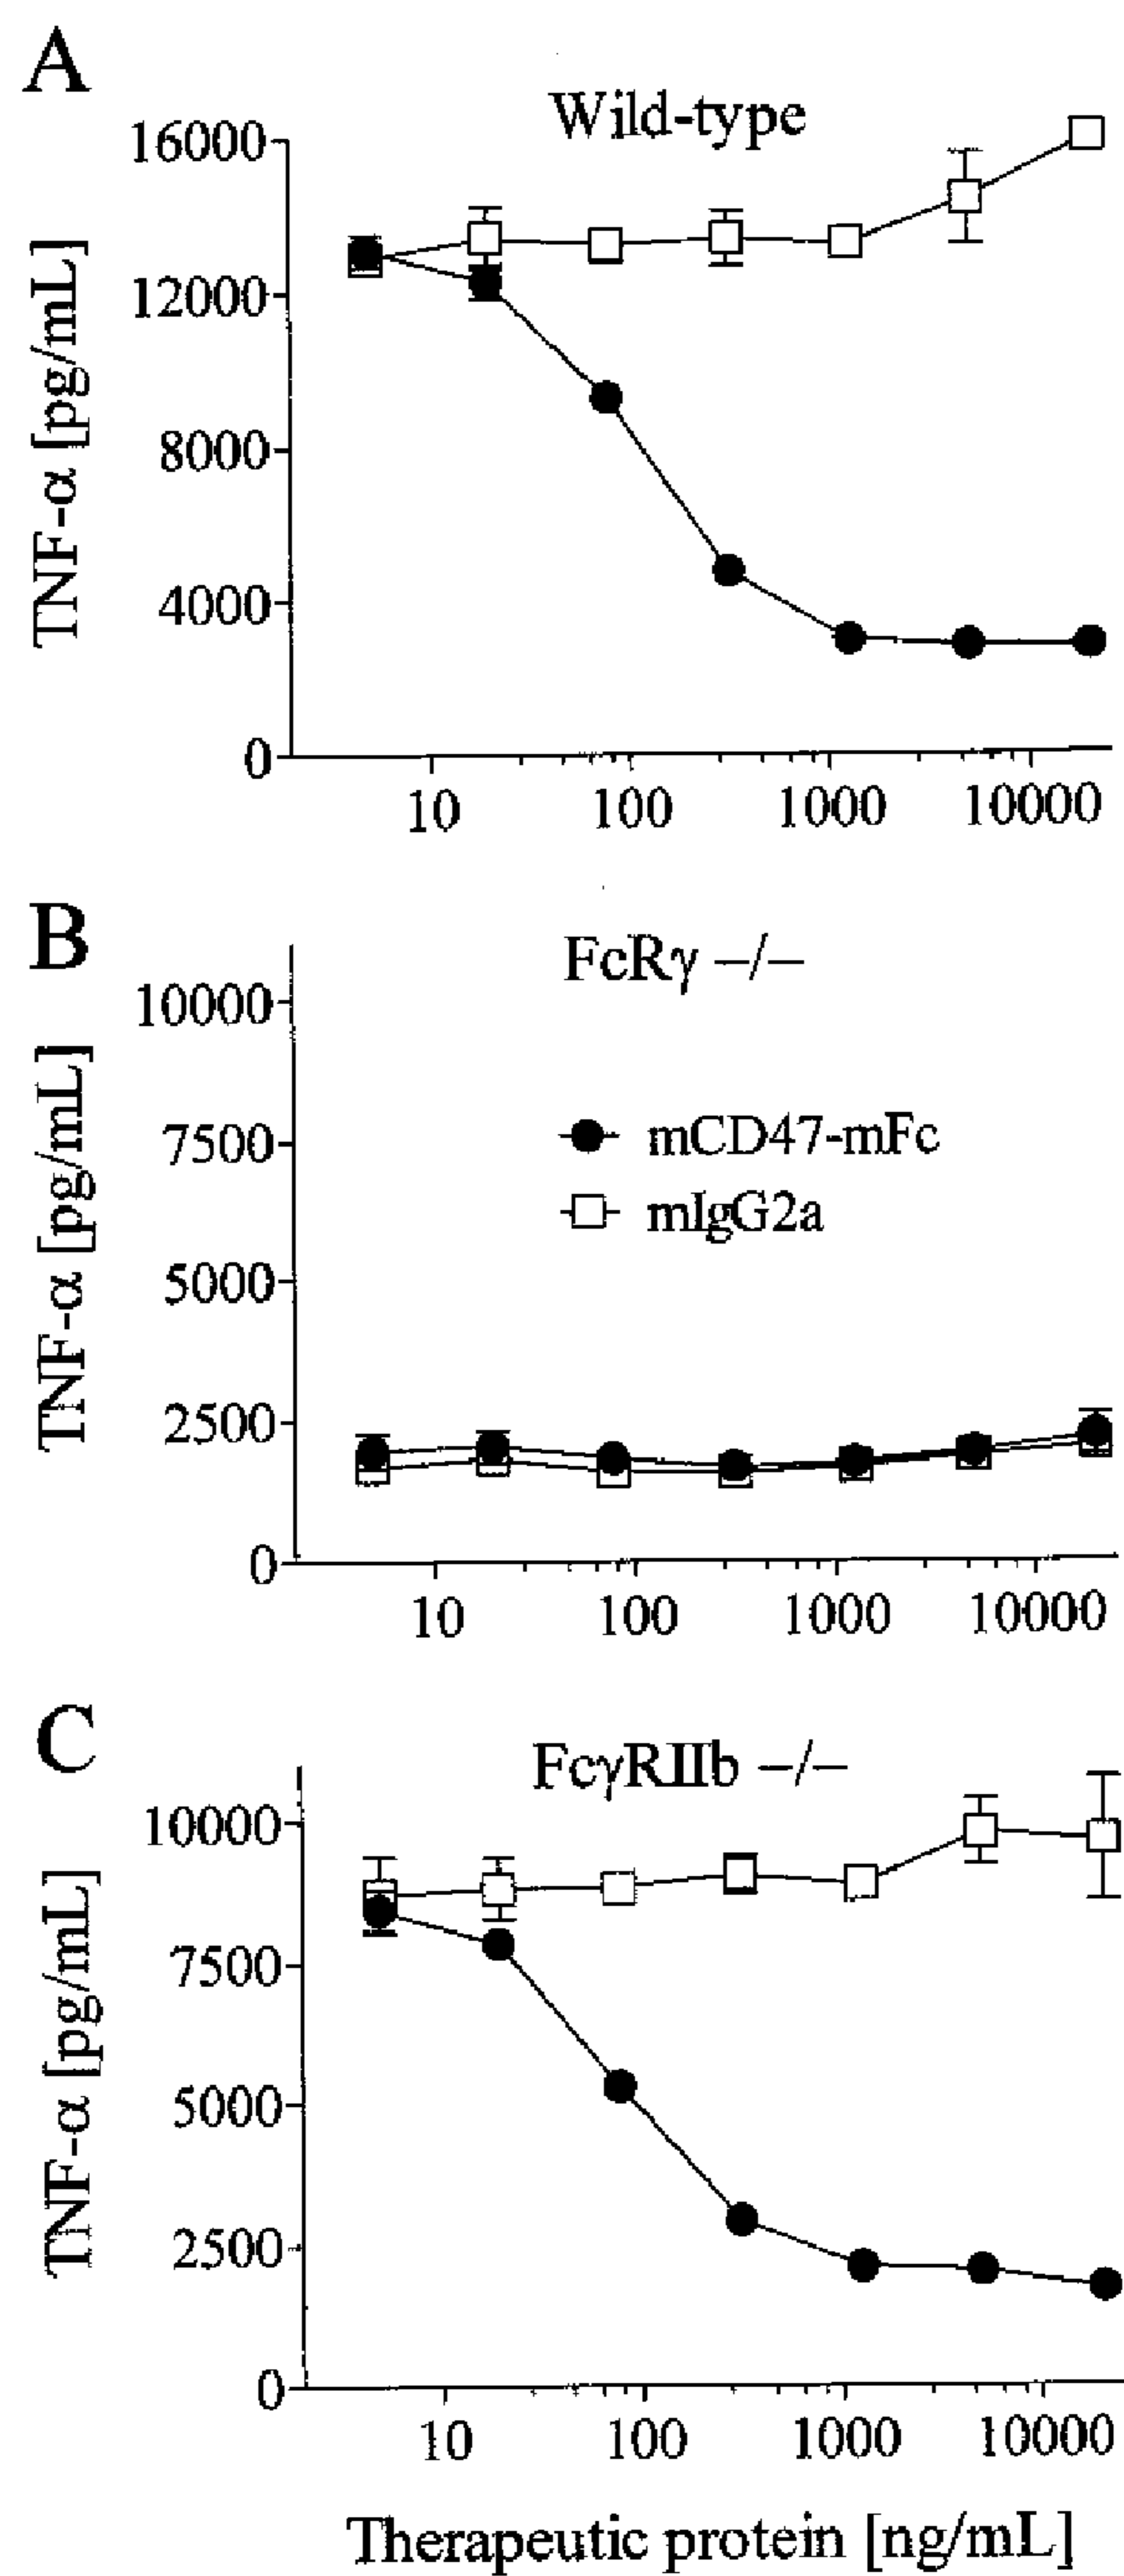 A
Wild-type
16000
12000
8000
4000
0
TNF-α [pg/mL]
10 100 1000 10000
B
FcRγ –/–
10000
7500
5000
2500
0
TNF-α [pg/mL]
mCD47-mFc
mIgG2a
10 100 1000 10000
C
FcγRIIb –/–
10000
7500
5000
2500
0
TNF-α [pg/mL]
10 100 1000 10000
Therapeutic protein [ng/mL]